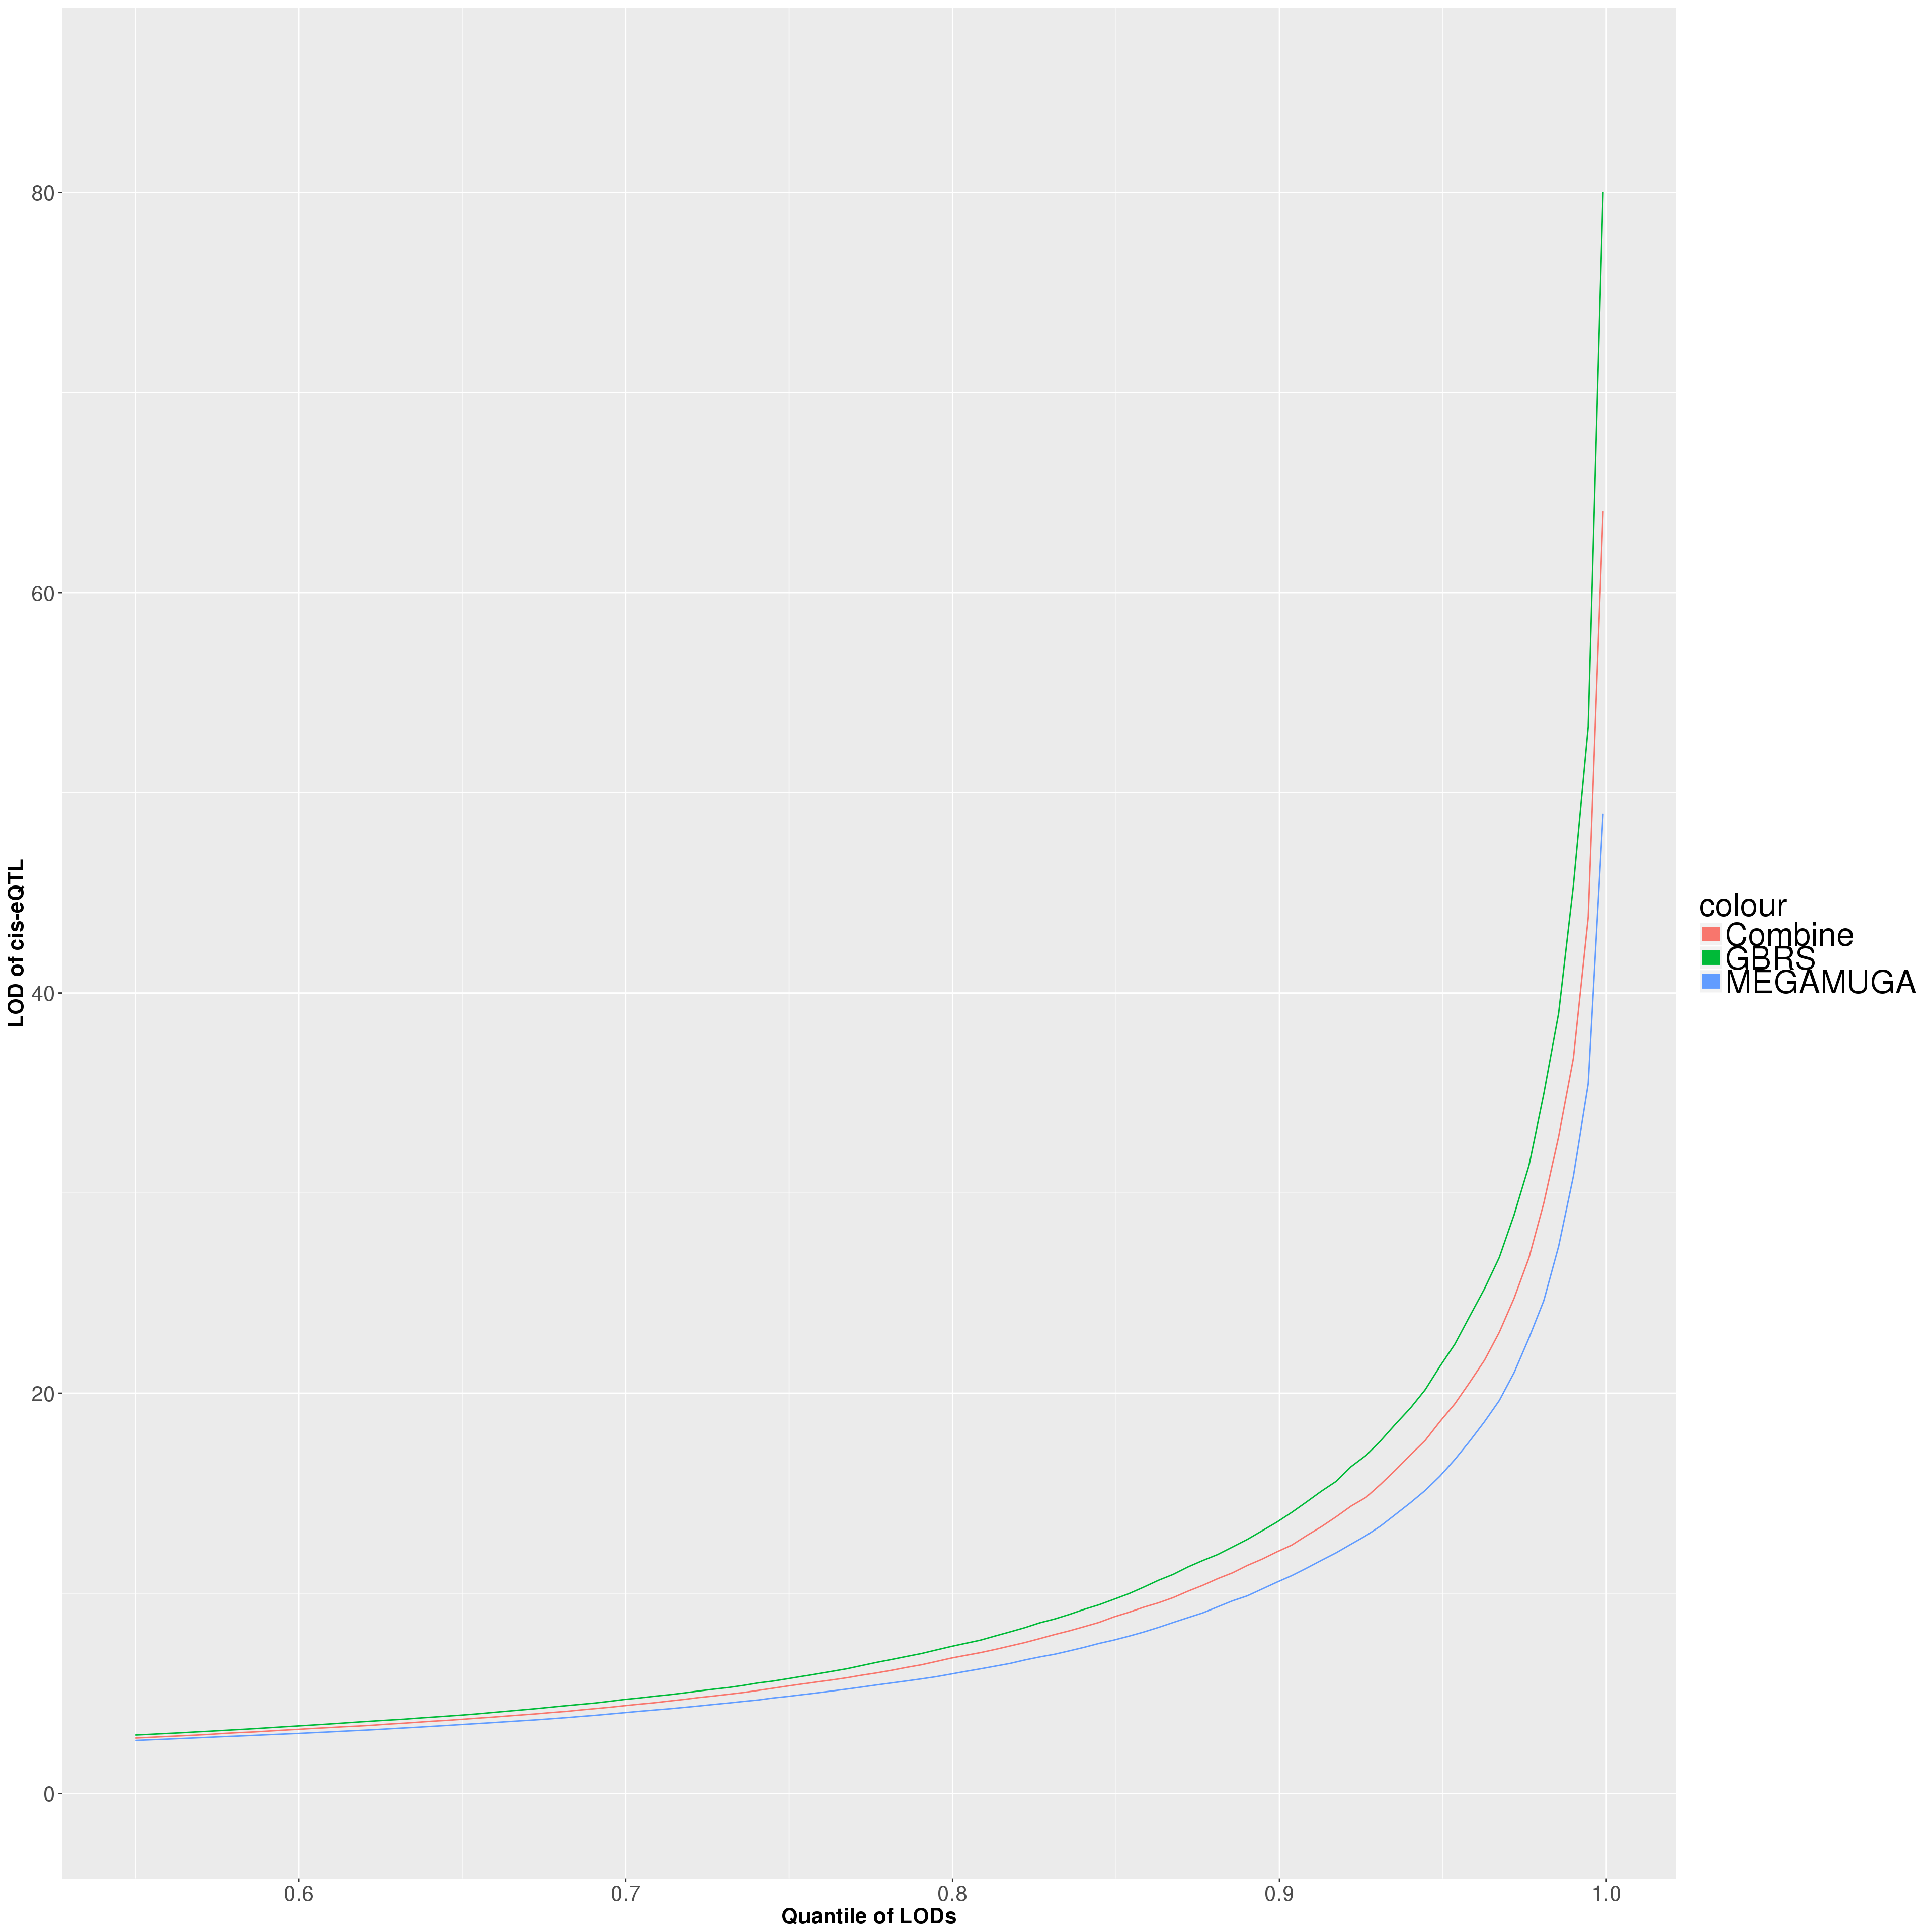 80
60
40
20
0
LOD of cis-eQTL
0.6
0.7
0.8
0.9
1.0
Quantile of LODs
colour
Combine
GBRS
MEGAMUGA